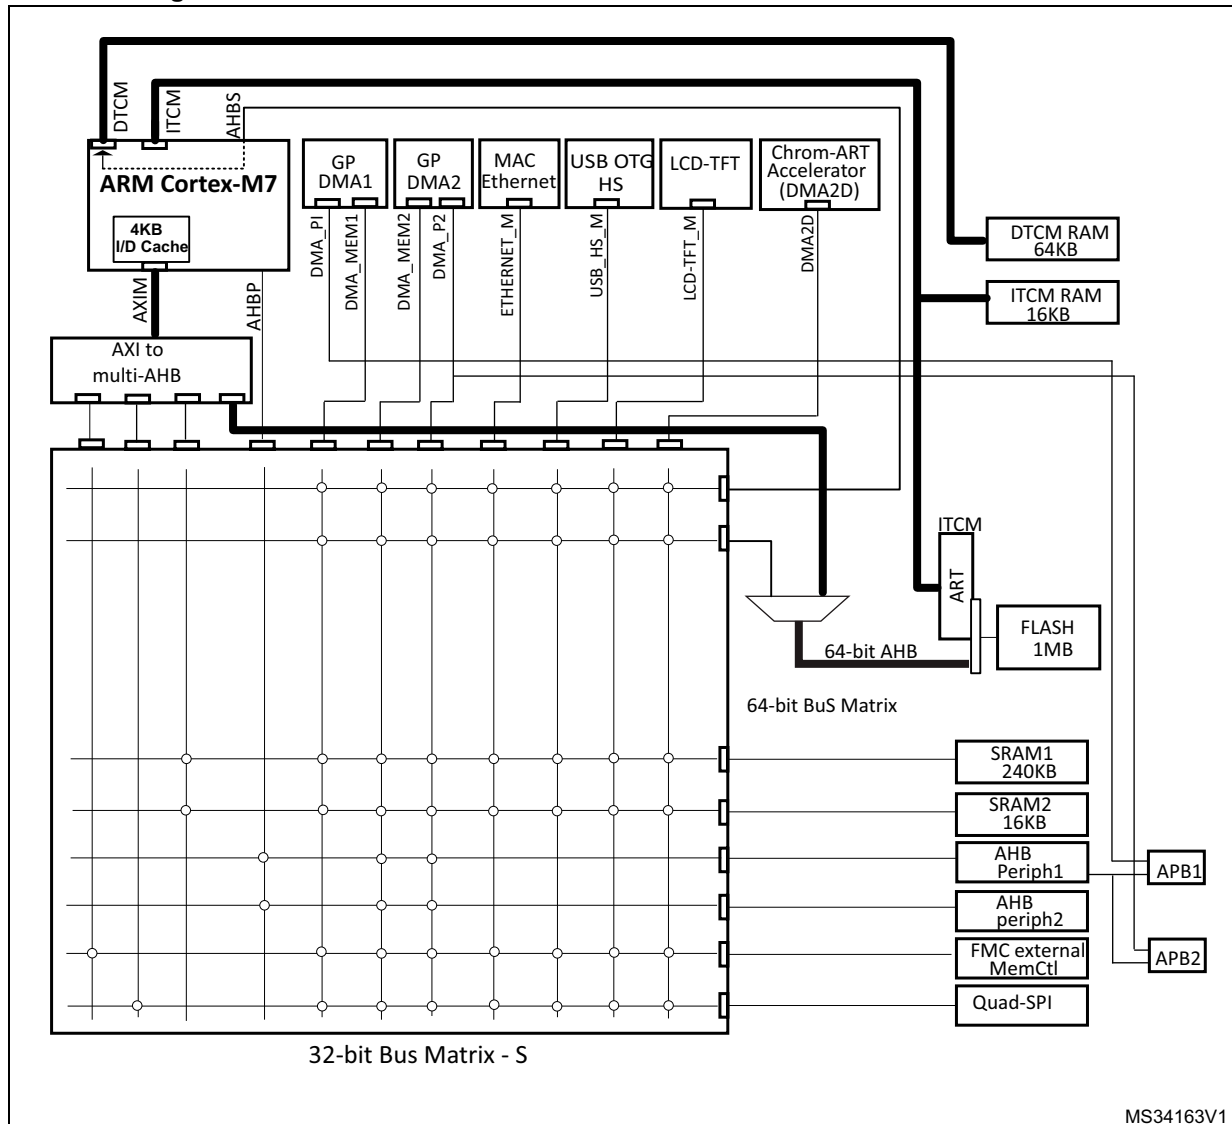 DTCM
ITCM
AHBS
ARM Cortex-M7
4KB
I/D Cache
AXIM
AHBP
GP
DMA1
GP
DMA2
MAC
Ethernet
USB OTG
HS
LCD-TFT
Chrom-ART
Accelerator
(DMA2D)
DMA_PI
DMA_MEM1
DMA_MEM2
DMA_P2
ETHERNET_M
USB_HS_M
LCD-TFT_M
DMA2D
DTCM RAM
64KB
ITCM RAM
16KB
AXI to
multi-AHB
ITCM
ART
FLASH
1MB
64-bit AHB
64-bit BuS Matrix
SRAM1
240KB
SRAM2
16KB
AHB
Periph1
APB1
AHB
periph2
FMC external
MemCtl
APB2
Quad-SPI
32-bit Bus Matrix - S
MS34163V1